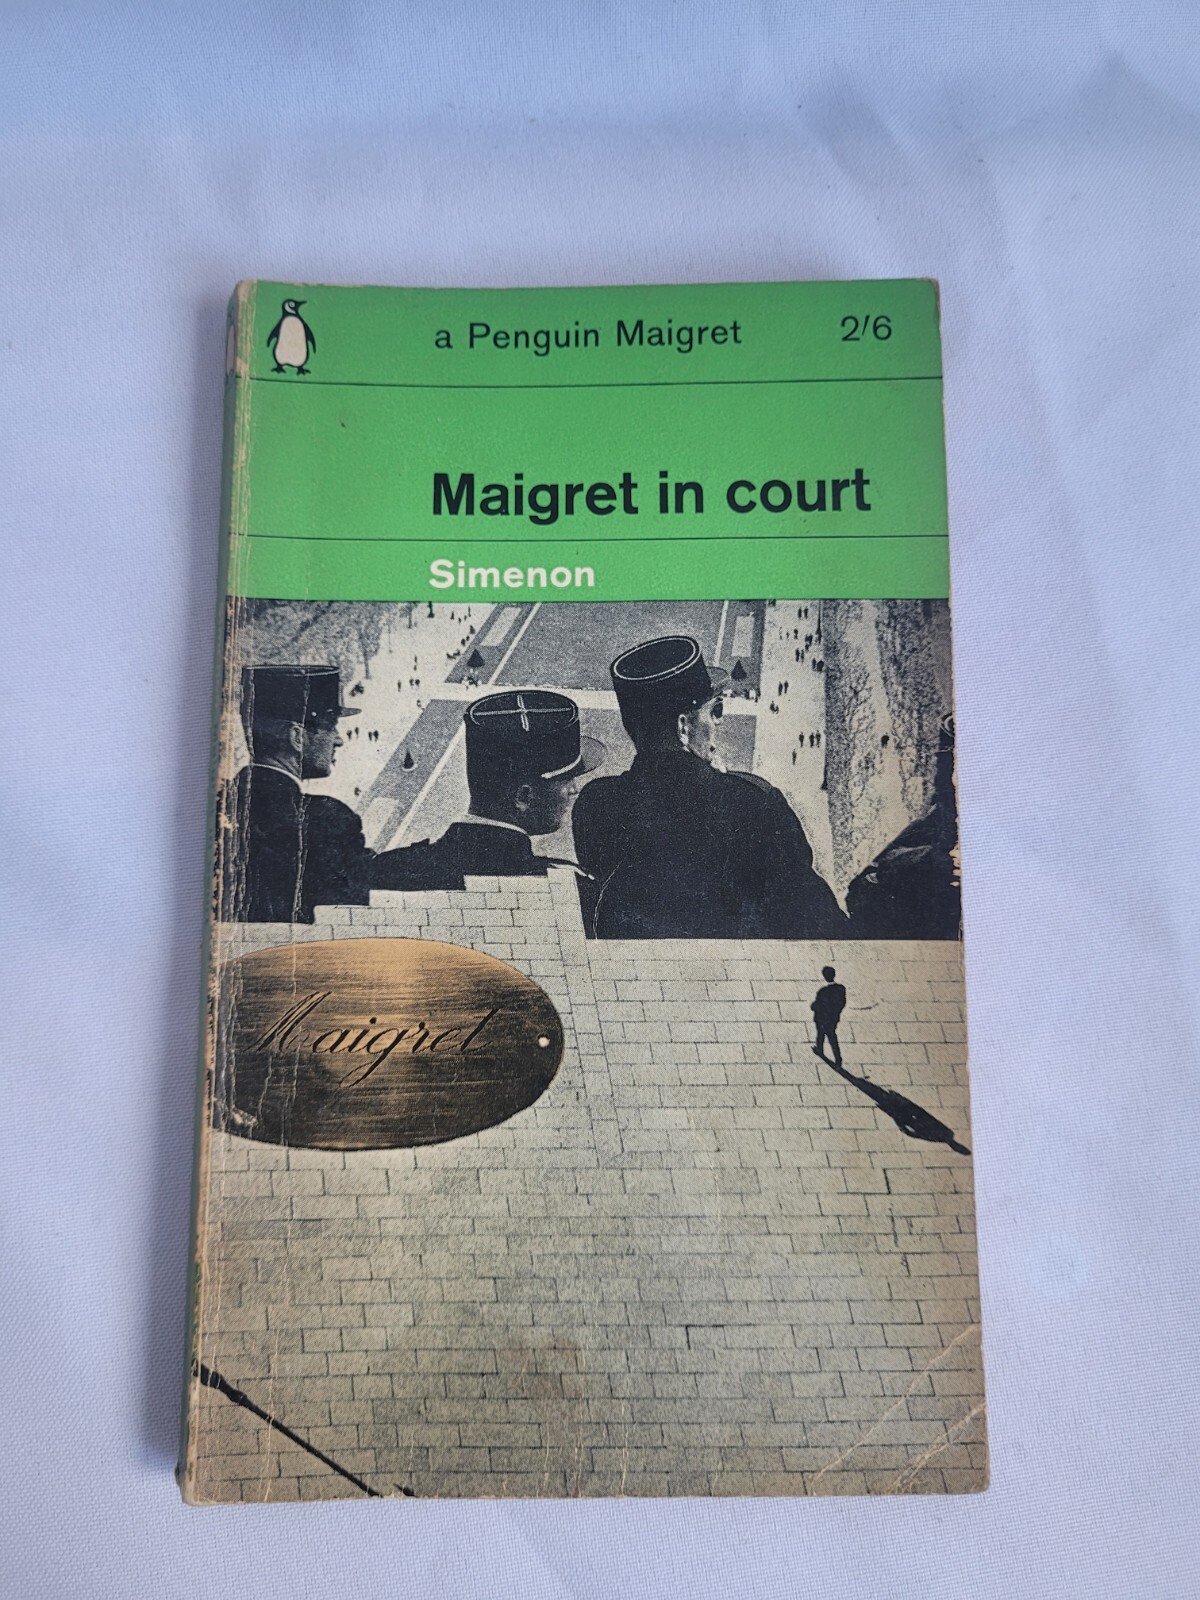 a Penguin Maigret 2/6
Maigret in court
Simenon
Maigret